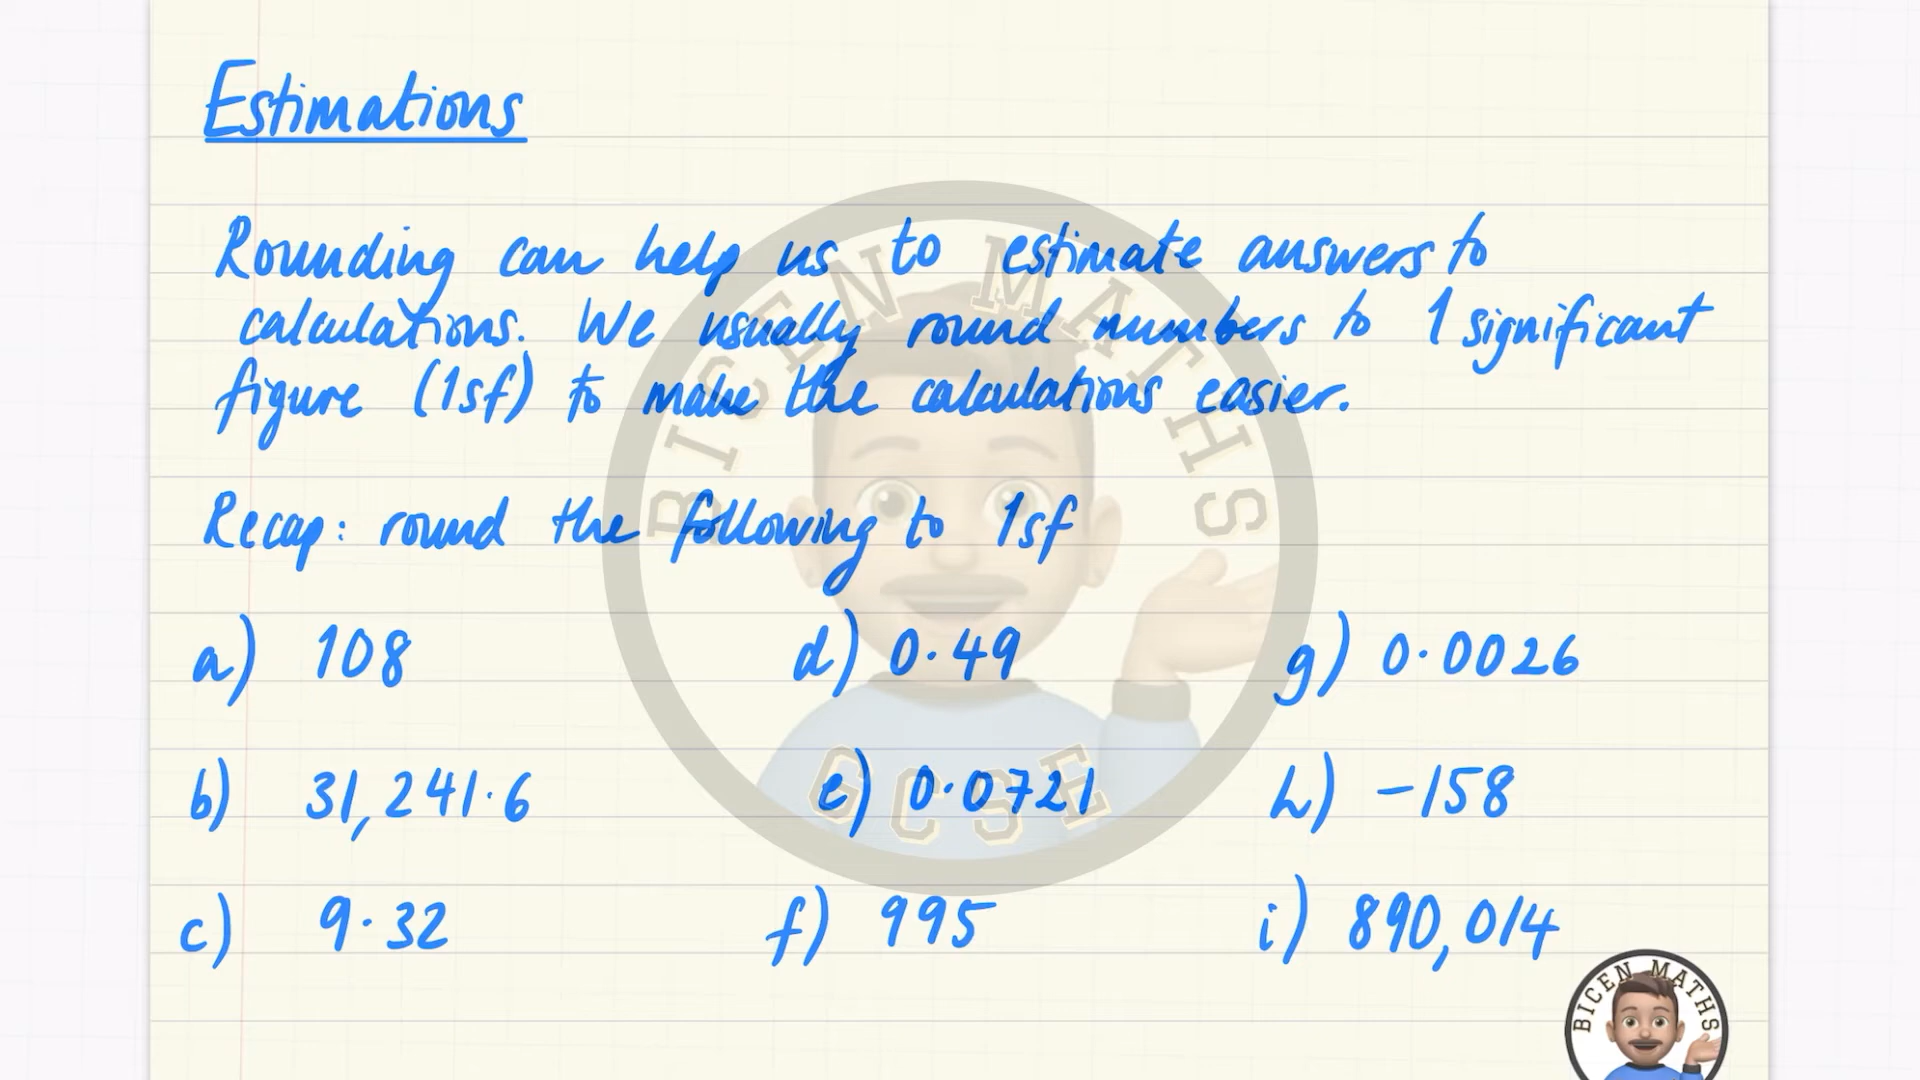 Estimations
Rounding can help us to estimate answers to
calculations. We usually round numbers to 1 significant
figure (1sf) to make the calculations easier.
Recap: round the following to 1sf
a) 108 d) 0.49 g) 0.0026
b) 31,241.6 e) 0.0721 h) -158
c) 9.32 f) 995 i) 890,014
BICEN MATHS
GCSE
BICEN MATHS